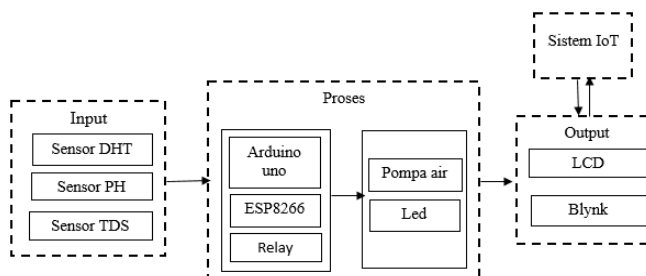 Input
Sensor DHT
Sensor PH
Sensor TDS
Proses
Arduino
uno
ESP8266
Relay
Pompa air
Led
Sistem IoT
Output
LCD
Blynk